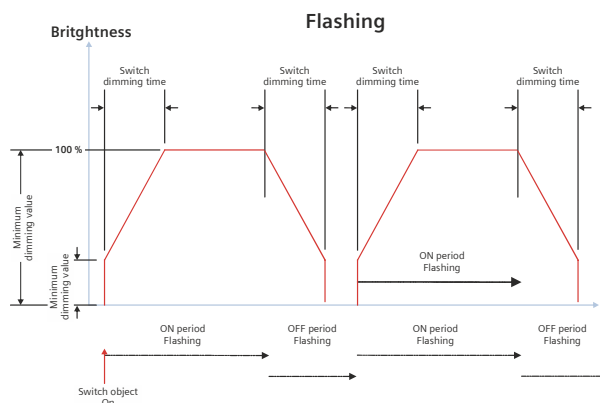 Flashing
Britghtness
Switch
dimming time
Switch
dimming time
Switch
dimming time
Switch
dimming time
100 %
Minimum
dimming value
Minimum
dimming value
ON period
Flashing
ON period
Flashing
OFF period
Flashing
ON period
Flashing
OFF period
Flashing
Switch object
On